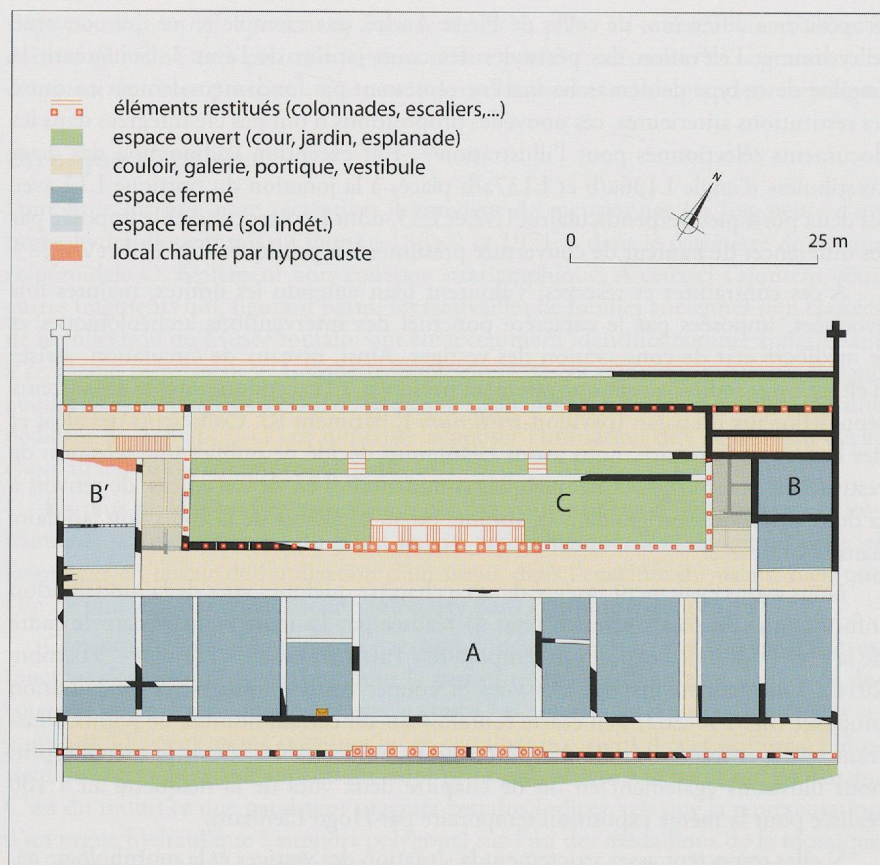 éléments restitués (colonnades, escaliers,...)
espace ouvert (cour, jardin, esplanade)
couloir, galerie, portique, vestibule
espace fermé
espace fermé (sol indét.)
local chauffé par hypocauste
N
0 25 m
B'
C
B
A